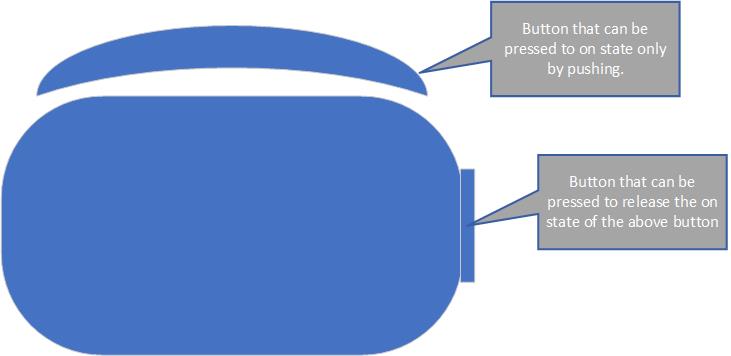 Button that can be
pressed to on state only
by pushing.
Button that can be
pressed to release the on
state of the above button